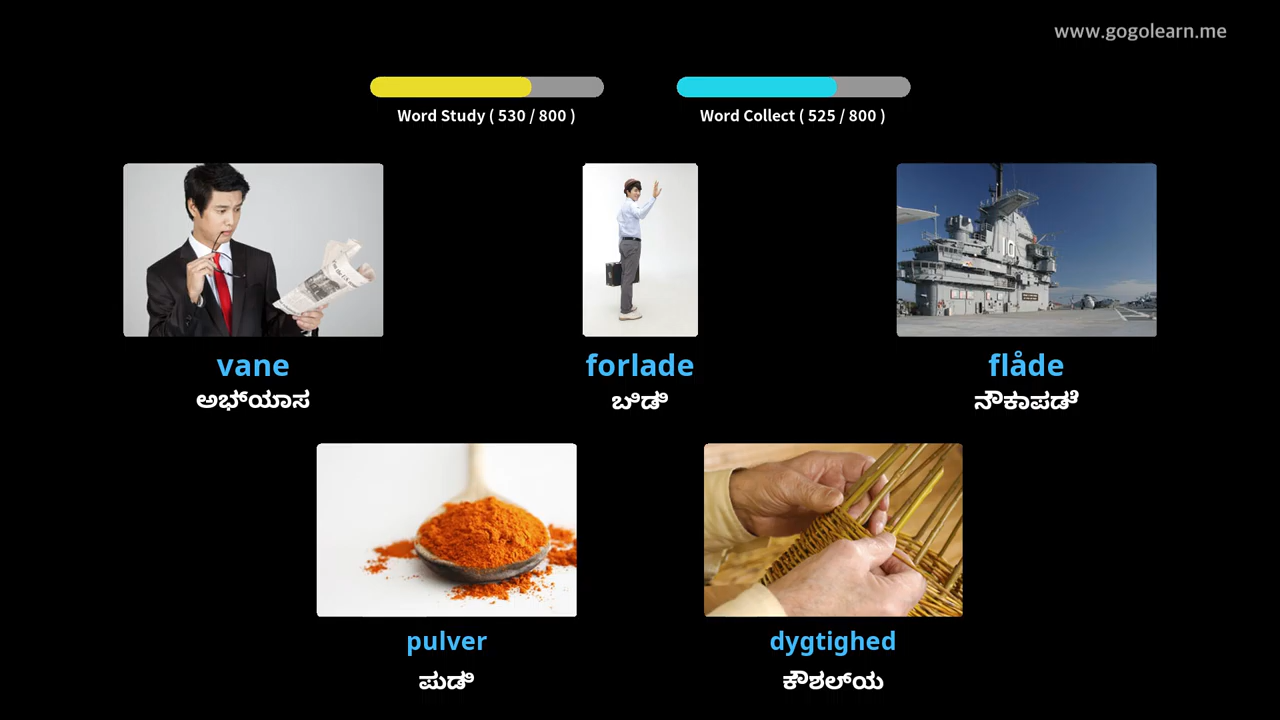 www.gogolearn.me
Word Study ( 530 / 800 )
Word Collect ( 525 / 800 )
vane
ಅಭ್ಯಾಸ
forlade
ಬಿಡಿ
flåde
ನೌಕಾಪಡೆ
pulver
ಪುಡಿ
dygtighed
ಕೌಶಲ್ಯ